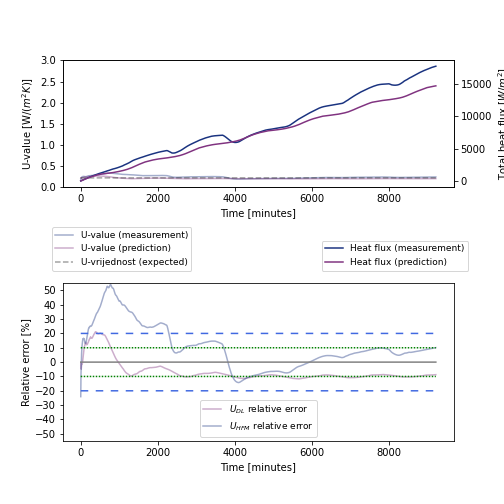 3.0
2.5
2.0
1.5
1.0
0.5
0.0
U-value [W/(m²K)]
15000
10000
5000
0
Total heat flux [W/m²]
0 2000 4000 6000 8000
Time [minutes]
U-value (measurement)
U-value (prediction)
U-vrijednost (expected)
Heat flux (measurement)
Heat flux (prediction)
50
40
30
20
10
0
−10
−20
−30
−40
−50
Relative error [%]
U_DL relative error
U_HFM relative error
0 2000 4000 6000 8000
Time [minutes]